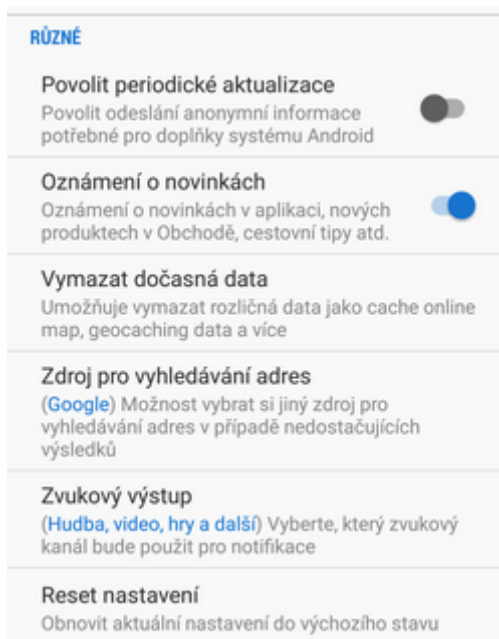 RŮZNÉ
Povolit periodické aktualizace
Povolit odeslání anonymní informace
potřebné pro doplňky systému Android
Oznámení o novinkách
Oznámení o novinkách v aplikaci, nových
produktech v Obchodě, cestovní tipy atd.
Vymazat dočasná data
Umožňuje vymazat rozličná data jako cache online
map, geocaching data a více
Zdroj pro vyhledávání adres
(Google) Možnost vybrat si jiný zdroj pro
vyhledávání adres v případě nedostačujících
výsledků
Zvukový výstup
(Hudba, video, hry a další) Vyberte, který zvukový
kanál bude použit pro notifikace
Reset nastavení
Obnovit aktuální nastavení do výchozího stavu